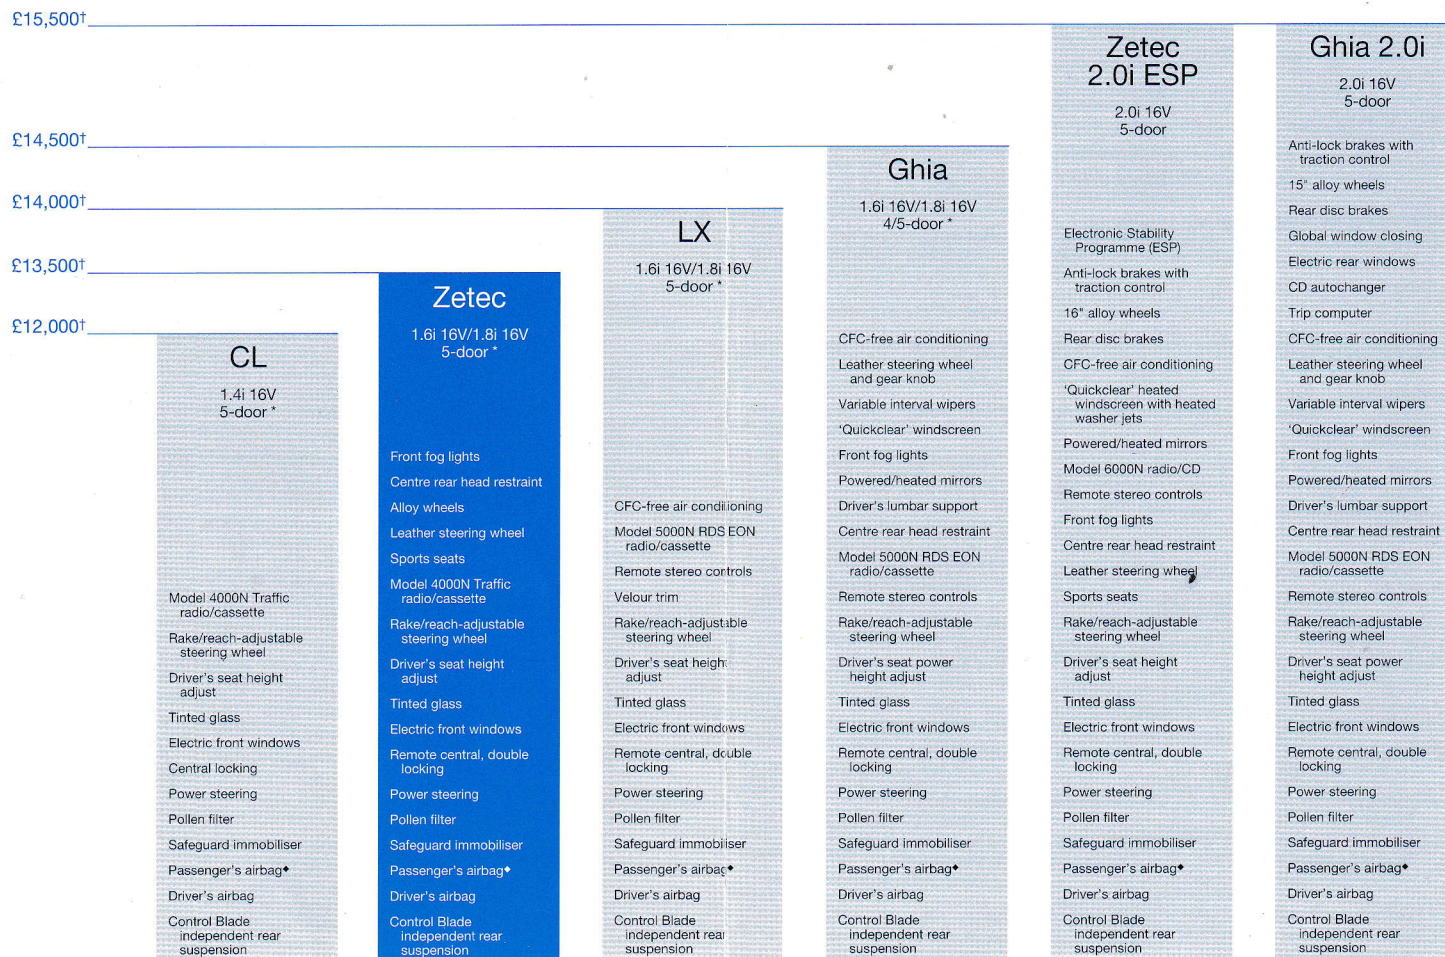 £15,500†
£14,500†
£14,000†
£13,500†
£12,000†
CL
1.4i 16V
5-door *
Model 4000N Traffic
radio/cassette
Rake/reach-adjustable
steering wheel
Driver's seat height
adjust
Tinted glass
Electric front windows
Central locking
Power steering
Pollen filter
Safeguard immobiliser
Passenger's airbag◆
Driver's airbag
Control Blade
independent rear
suspension
Zetec
1.6i 16V/1.8i 16V
5-door *
Front fog lights
Centre rear head restraint
Alloy wheels
Leather steering wheel
Sports seats
Model 4000N Traffic
radio/cassette
Rake/reach-adjustable
steering wheel
Driver's seat height
adjust
Tinted glass
Electric front windows
Remote central, double
locking
Power steering
Pollen filter
Safeguard immobiliser
Passenger's airbag◆
Driver's airbag
Control Blade
independent rear
suspension
LX
1.6i 16V/1.8i 16V
5-door *
CFC-free air conditioning
Model 5000N RDS EON
radio/cassette
Remote stereo controls
Velour trim
Rake/reach-adjustable
steering wheel
Driver's seat height
adjust
Tinted glass
Electric front windows
Remote central, double
locking
Power steering
Pollen filter
Safeguard immobiliser
Passenger's airbag◆
Driver's airbag
Control Blade
independent rear
suspension
Ghia
1.6i 16V/1.8i 16V
4/5-door *
CFC-free air conditioning
Leather steering wheel
and gear knob
Variable interval wipers
'Quickclear' windscreen
Front fog lights
Powered/heated mirrors
Driver's lumbar support
Centre rear head restraint
Model 5000N RDS EON
radio/cassette
Remote stereo controls
Rake/reach-adjustable
steering wheel
Driver's seat power
height adjust
Tinted glass
Electric front windows
Remote central, double
locking
Power steering
Pollen filter
Safeguard immobiliser
Passenger's airbag◆
Driver's airbag
Control Blade
independent rear
suspension
Zetec
2.0i ESP
2.0i 16V
5-door
Electronic Stability
Programme (ESP)
Anti-lock brakes with
traction control
16" alloy wheels
Rear disc brakes
CFC-free air conditioning
'Quickclear' heated
windscreen with heated
washer jets
Powered/heated mirrors
Model 6000N radio/CD
Remote stereo controls
Front fog lights
Centre rear head restraint
Leather steering wheel
Sports seats
Rake/reach-adjustable
steering wheel
Driver's seat height
adjust
Tinted glass
Electric front windows
Remote central, double
locking
Power steering
Pollen filter
Safeguard immobiliser
Passenger's airbag◆
Driver's airbag
Control Blade
independent rear
suspension
Ghia 2.0i
2.0i 16V
5-door
Anti-lock brakes with
traction control
15" alloy wheels
Rear disc brakes
Global window closing
Electric rear windows
CD autochanger
Trip computer
CFC-free air conditioning
Leather steering wheel
and gear knob
Variable interval wipers
'Quickclear' windscreen
Front fog lights
Powered/heated mirrors
Driver's lumbar support
Centre rear head restraint
Model 5000N RDS EON
radio/cassette
Remote stereo controls
Rake/reach-adjustable
steering wheel
Driver's seat power
height adjust
Tinted glass
Electric front windows
Remote central, double
locking
Power steering
Pollen filter
Safeguard immobiliser
Passenger's airbag◆
Driver's airbag
Control Blade
independent rear
suspension